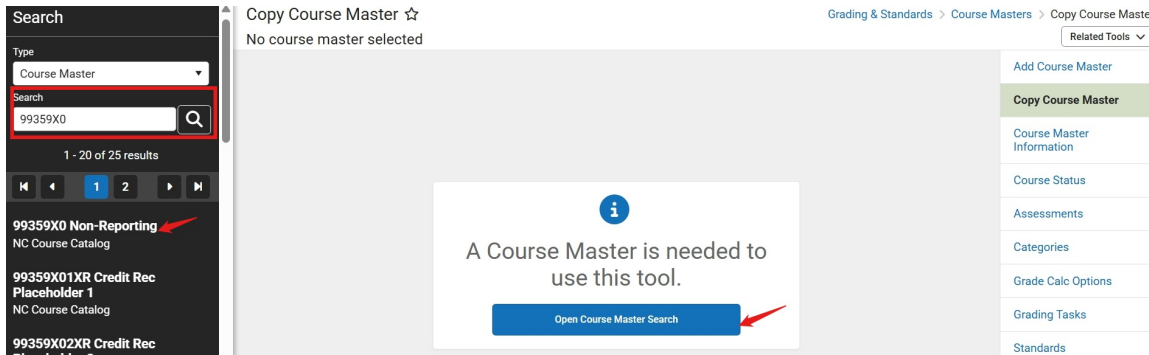 Search
Type
Course Master
Search
99359X0
1 - 20 of 25 results
1 2
99359X0 Non-Reporting
NC Course Catalog
99359X01XR Credit Rec
Placeholder 1
NC Course Catalog
99359X02XR Credit Rec
Copy Course Master
No course master selected
Grading & Standards > Course Masters > Copy Course Maste
Related Tools
A Course Master is needed to
use this tool.
Open Course Master Search
Add Course Master
Copy Course Master
Course Master
Information
Course Status
Assessments
Categories
Grade Calc Options
Grading Tasks
Standards